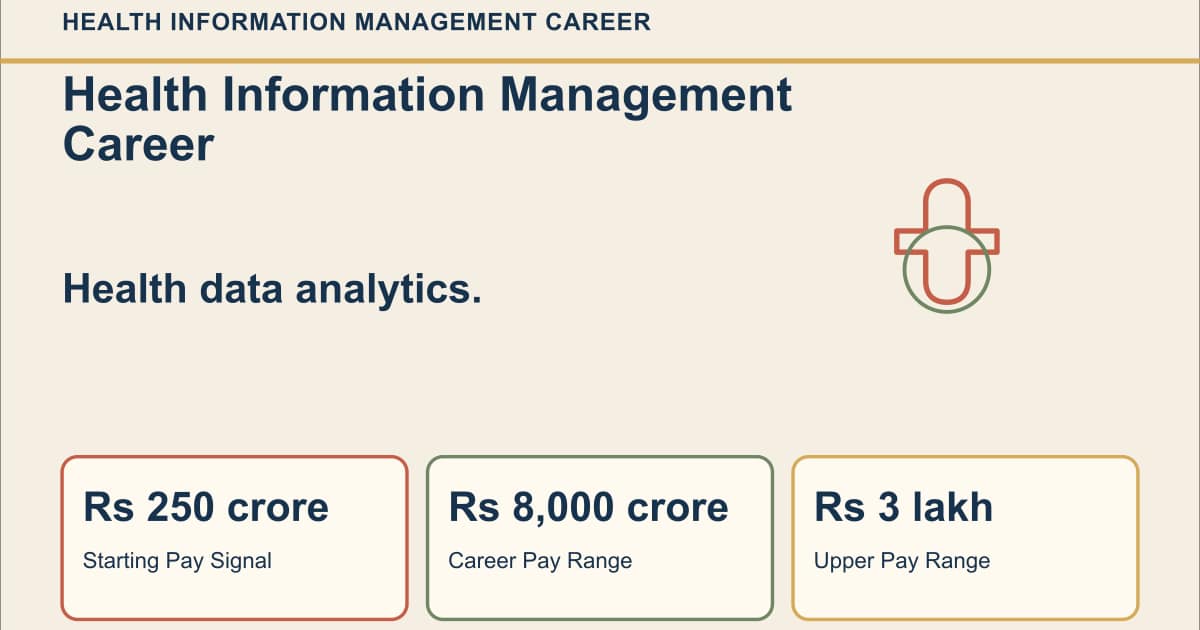 HEALTH INFORMATION MANAGEMENT CAREER
Health Information Management
Career
Health data analytics.
Rs 250 crore
Starting Pay Signal
Rs 8,000 crore
Career Pay Range
Rs 3 lakh
Upper Pay Range